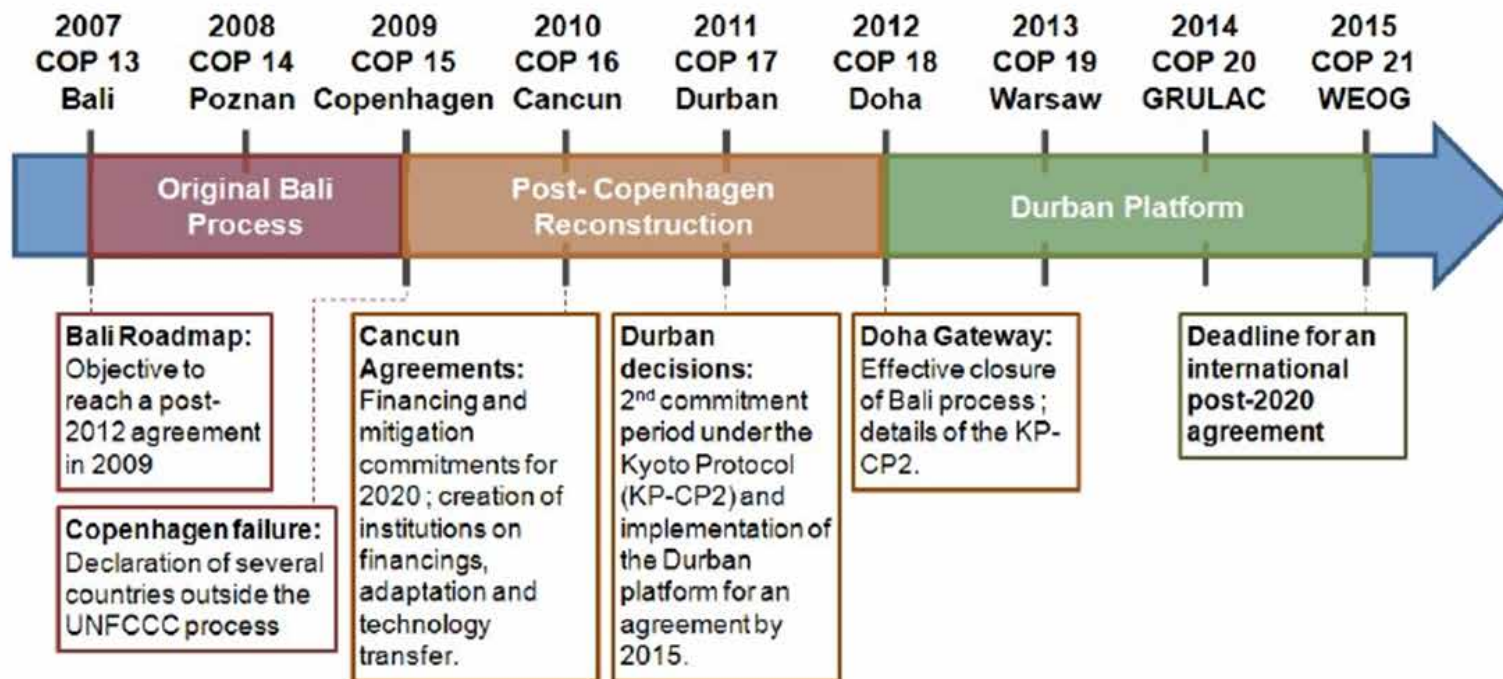 2007
COP 13
Bali
2008
COP 14
Poznan
2009
COP 15
Copenhagen
2010
COP 16
Cancun
2011
COP 17
Durban
2012
COP 18
Doha
2013
COP 19
Warsaw
2014
COP 20
GRULAC
2015
COP 21
WEOG
Original Bali
Process
Post- Copenhagen
Reconstruction
Durban Platform
Bali Roadmap:
Objective to
reach a post-
2012 agreement
in 2009
Copenhagen failure:
Declaration of several
countries outside the
UNFCCC process
Cancun
Agreements:
Financing and
mitigation
commitments for
2020 ; creation of
institutions on
financings,
adaptation and
technology
transfer.
Durban
decisions:
2nd commitment
period under the
Kyoto Protocol
(KP-CP2) and
implementation of
the Durban
platform for an
agreement by
2015.
Doha Gateway:
Effective closure
of Bali process ;
details of the KP-
CP2.
Deadline for an
international
post-2020
agreement